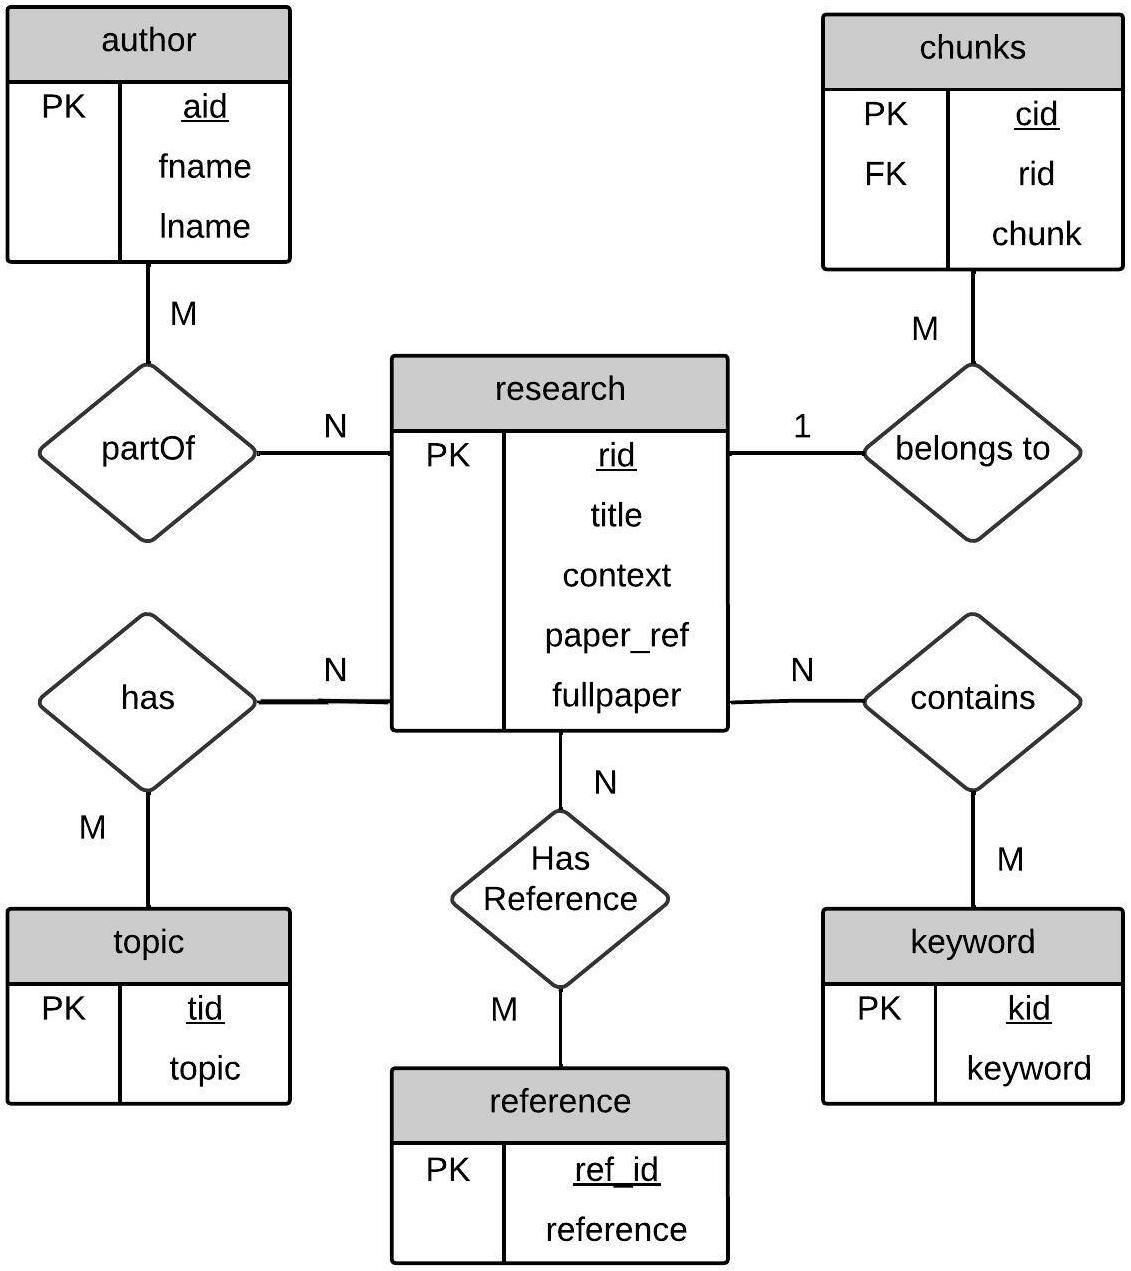 author
PK aid
fname
lname
chunks
PK cid
FK rid
chunk
M
M
partOf
N
research
PK rid
title
context
paper_ref
fullpaper
1
belongs to
has
N
N
contains
M
N
M
Has
Reference
M
topic
PK tid
topic
keyword
PK kid
keyword
reference
PK ref_id
reference